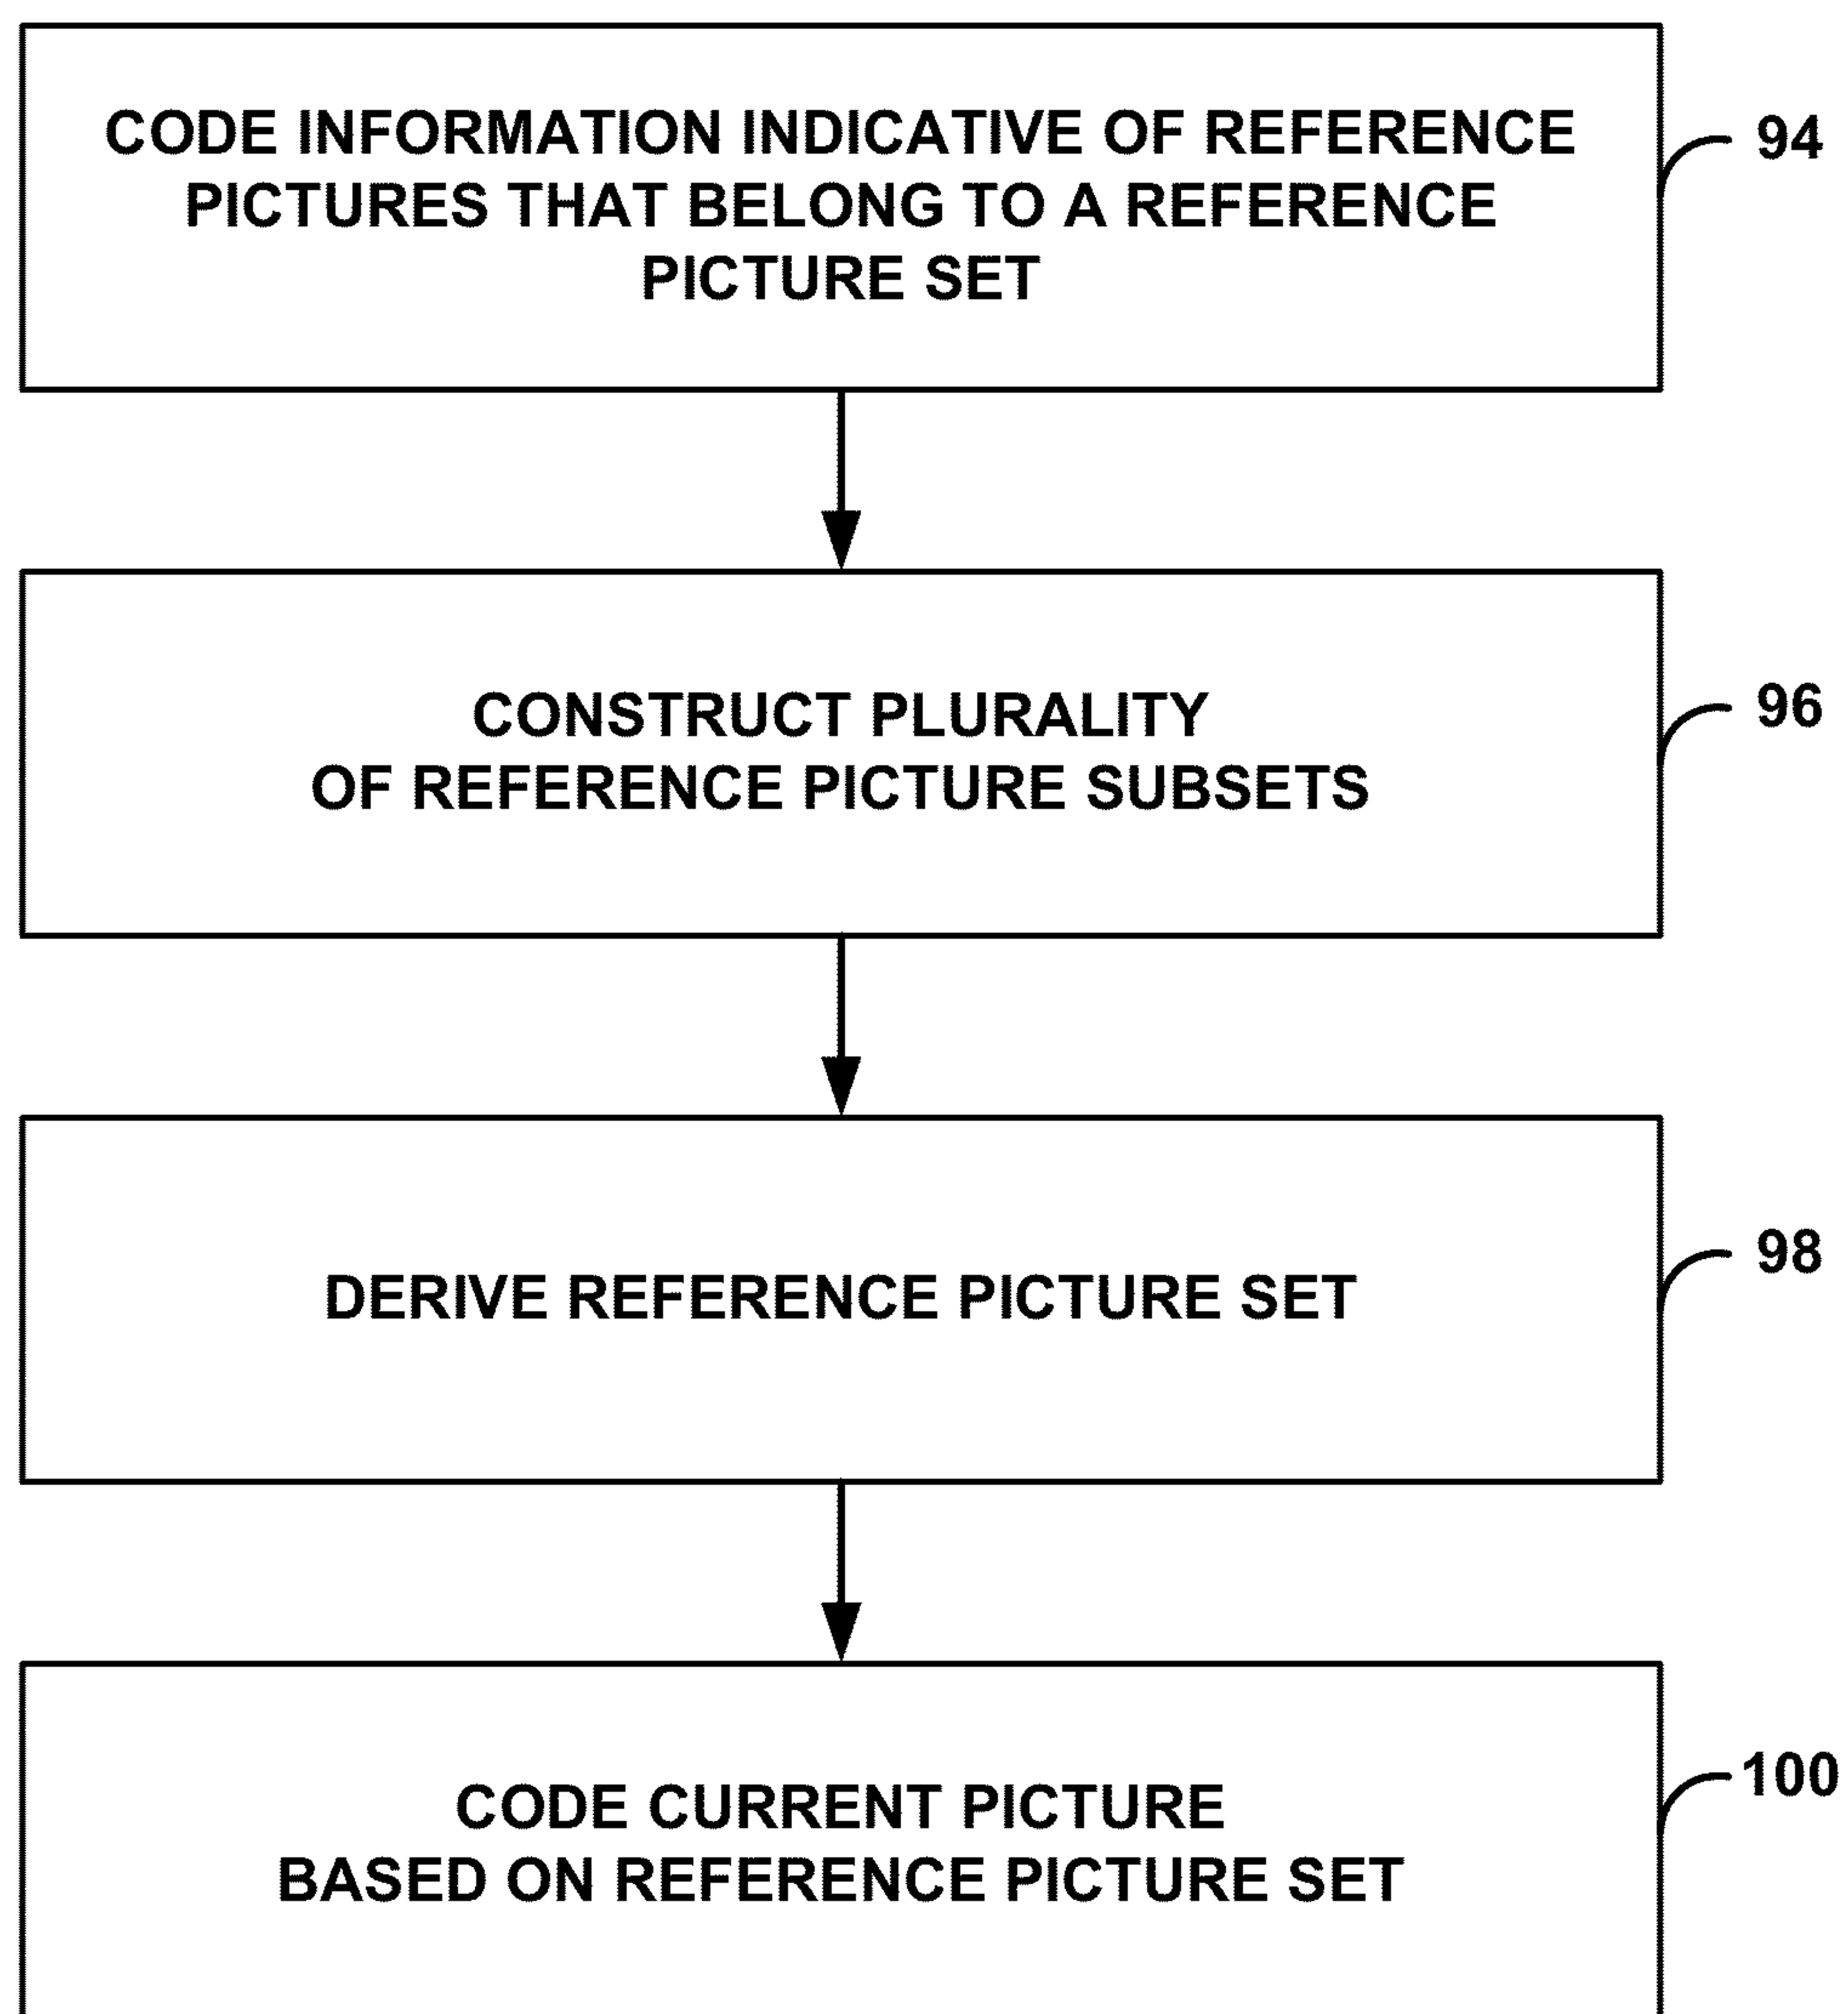 CODE INFORMATION INDICATIVE OF REFERENCE
PICTURES THAT BELONG TO A REFERENCE
PICTURE SET
94
CONSTRUCT PLURALITY
OF REFERENCE PICTURE SUBSETS
96
DERIVE REFERENCE PICTURE SET
98
CODE CURRENT PICTURE
BASED ON REFERENCE PICTURE SET
100